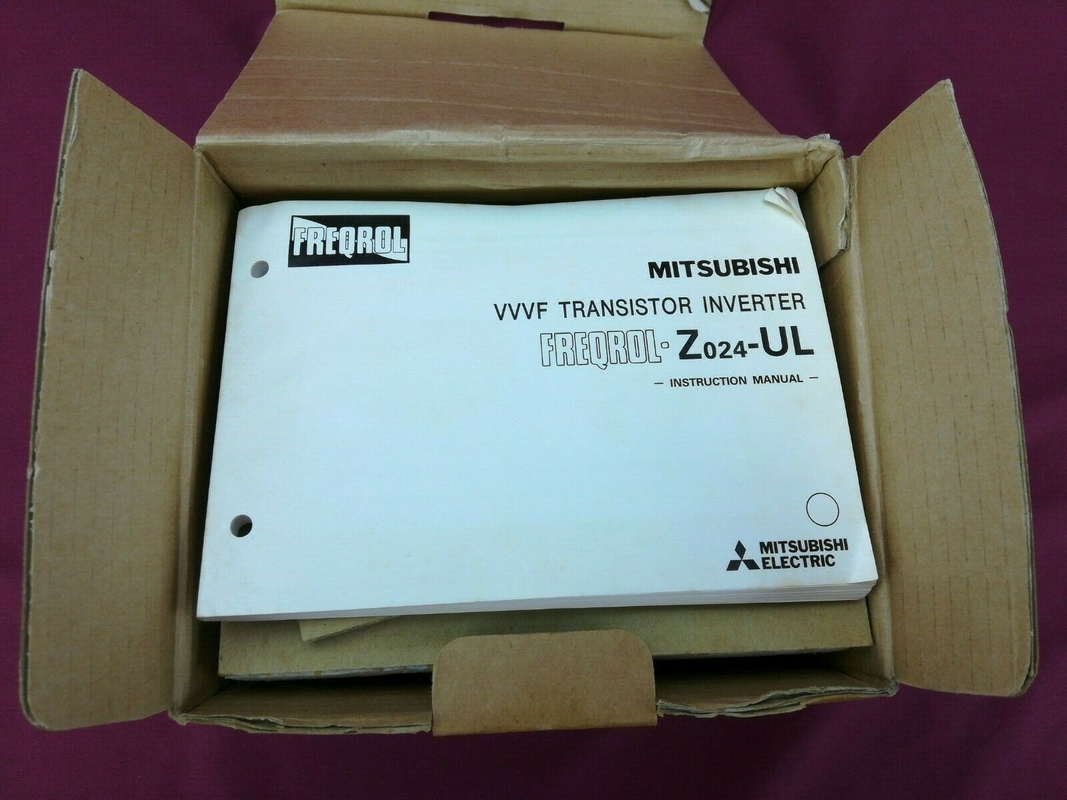 FREQROL
MITSUBISHI
VVVF TRANSISTOR INVERTER
FREQROL-Z024-UL
— INSTRUCTION MANUAL —
MITSUBISHI
ELECTRIC